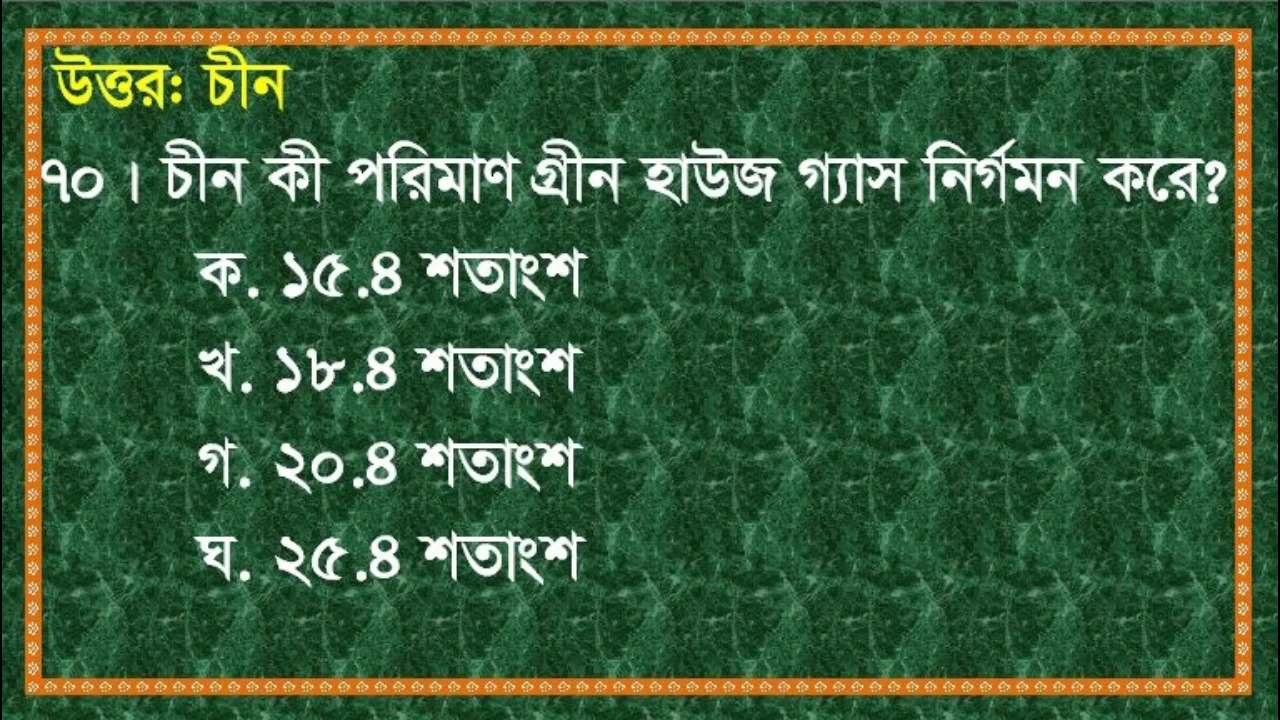 উত্তরঃ চীন
৭০। চীন কী পরিমাণ গ্রীন হাউজ গ্যাস নির্গমন করে?
ক. ১৫.৪ শতাংশ
খ. ১৮.৪ শতাংশ
গ. ২০.৪ শতাংশ
ঘ. ২৫.৪ শতাংশ